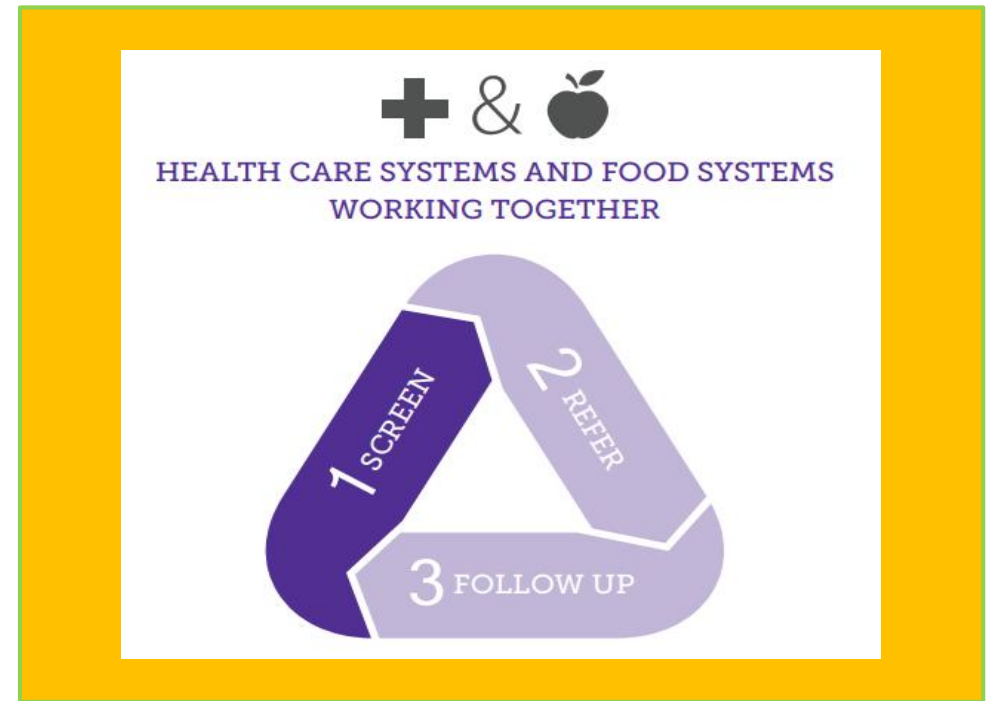 &
HEALTH CARE SYSTEMS AND FOOD SYSTEMS
WORKING TOGETHER
1 SCREEN
2 REFER
3 FOLLOW UP